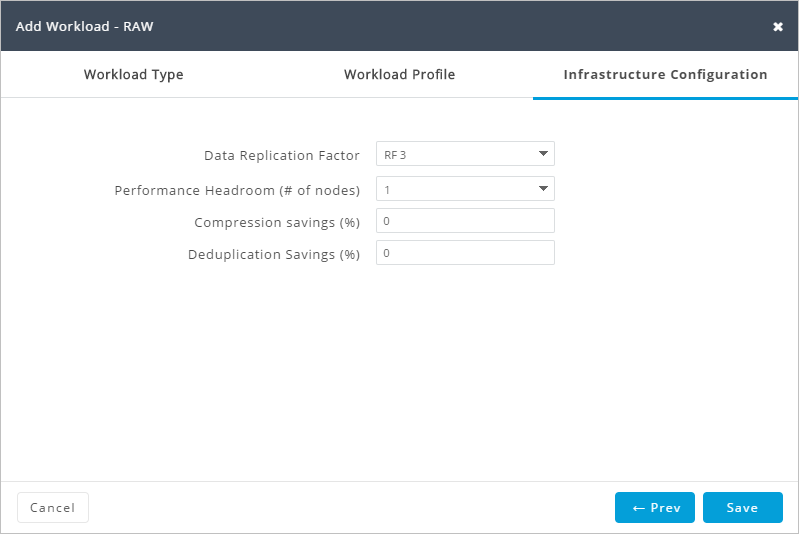 Add Workload - RAW ✖
Workload Type Workload Profile Infrastructure Configuration
Data Replication Factor RF 3
Performance Headroom (# of nodes) 1
Compression savings (%) 0
Deduplication Savings (%) 0
Cancel ← Prev Save